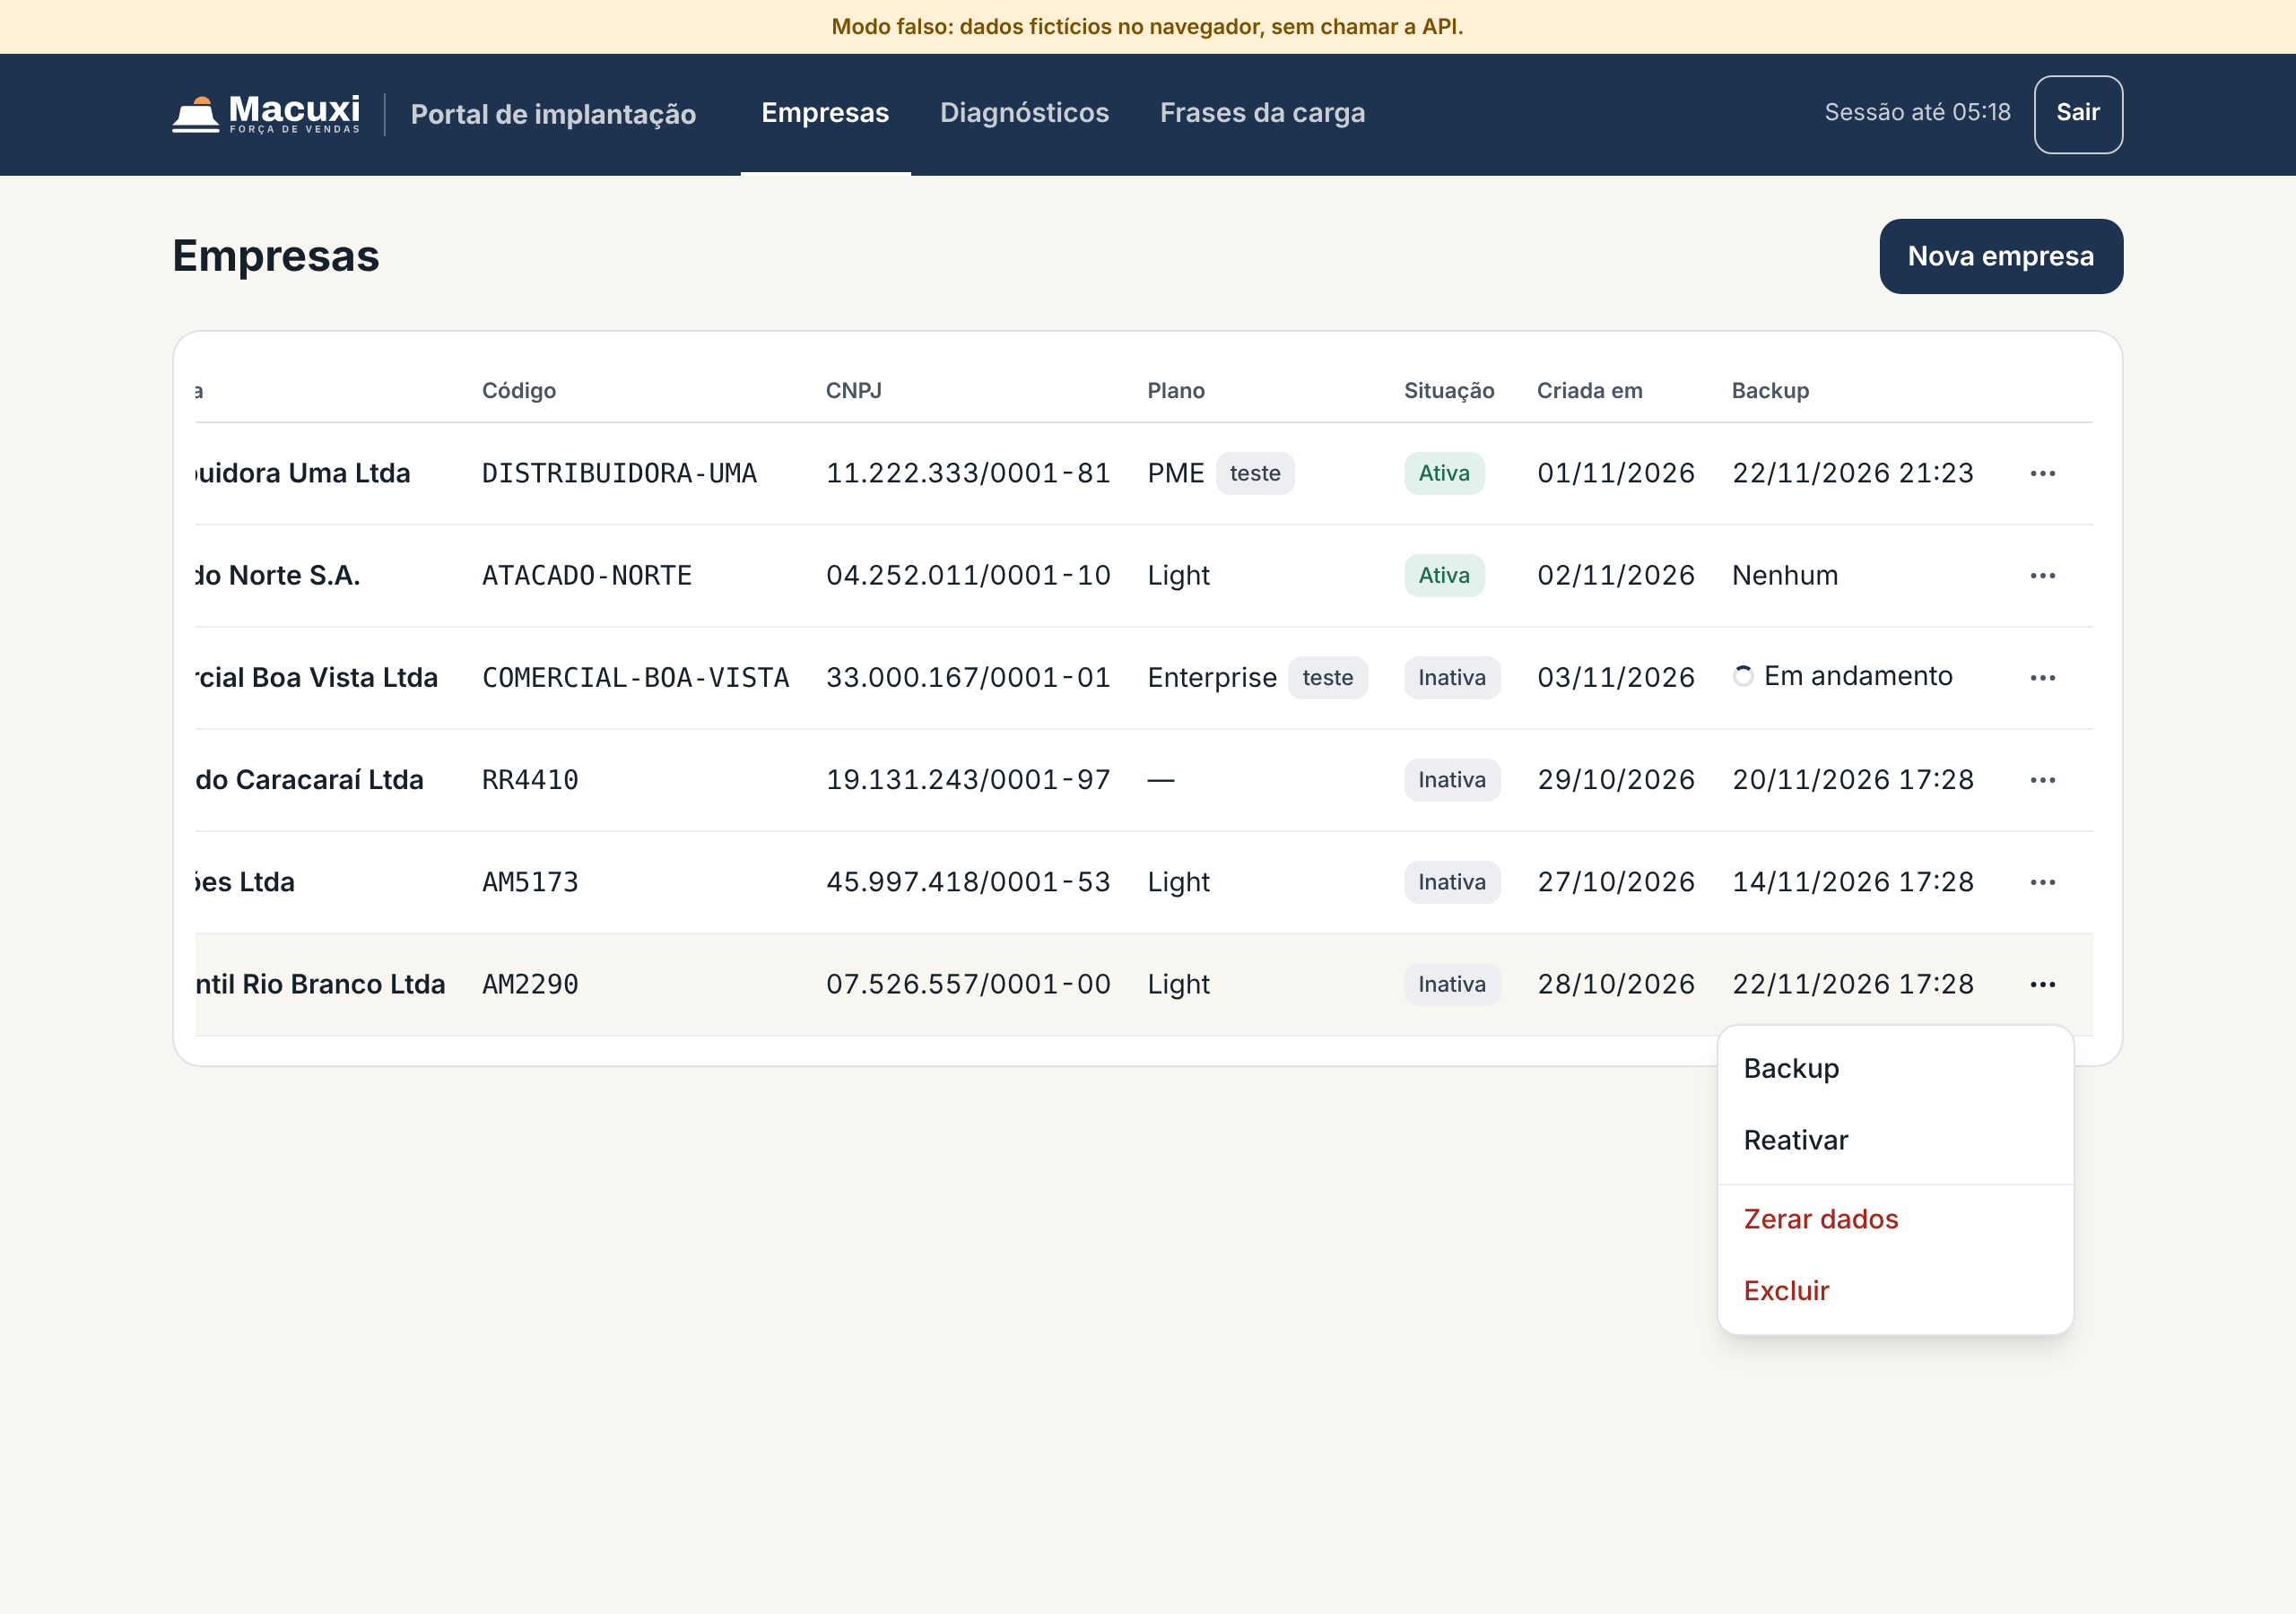 Modo falso: dados fictícios no navegador, sem chamar a API.
Macuxi
FORÇA DE VENDAS
Portal de implantação
Empresas
Diagnósticos
Frases da carga
Sessão até 05:18
Sair
Empresas
Nova empresa
a Código CNPJ Plano Situação Criada em Backup
uidora Uma Ltda DISTRIBUIDORA-UMA 11.222.333/0001-81 PME teste Ativa 01/11/2026 22/11/2026 21:23
do Norte S.A. ATACADO-NORTE 04.252.011/0001-10 Light Ativa 02/11/2026 Nenhum
rcial Boa Vista Ltda COMERCIAL-BOA-VISTA 33.000.167/0001-01 Enterprise teste Inativa 03/11/2026 Em andamento
do Caracaraí Ltda RR4410 19.131.243/0001-97 — Inativa 29/10/2026 20/11/2026 17:28
ões Ltda AM5173 45.997.418/0001-53 Light Inativa 27/10/2026 14/11/2026 17:28
ntil Rio Branco Ltda AM2290 07.526.557/0001-00 Light Inativa 28/10/2026 22/11/2026 17:28
Backup
Reativar
Zerar dados
Excluir